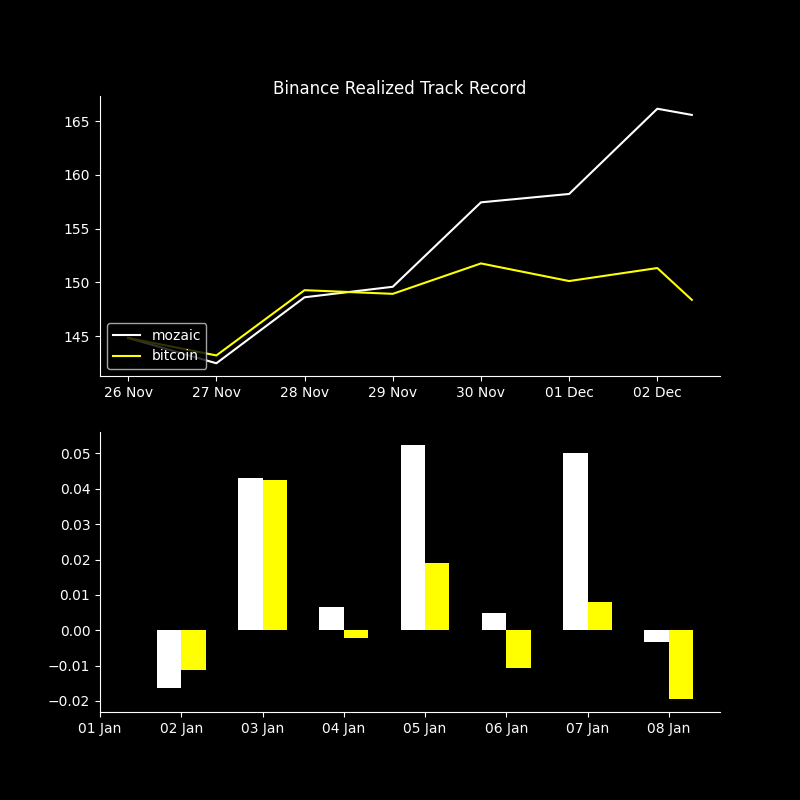 Binance Realized Track Record
165
160
155
150
145
mozaic
bitcoin
26 Nov 27 Nov 28 Nov 29 Nov 30 Nov 01 Dec 02 Dec
0.05
0.04
0.03
0.02
0.01
0.00
−0.01
−0.02
01 Jan 02 Jan 03 Jan 04 Jan 05 Jan 06 Jan 07 Jan 08 Jan